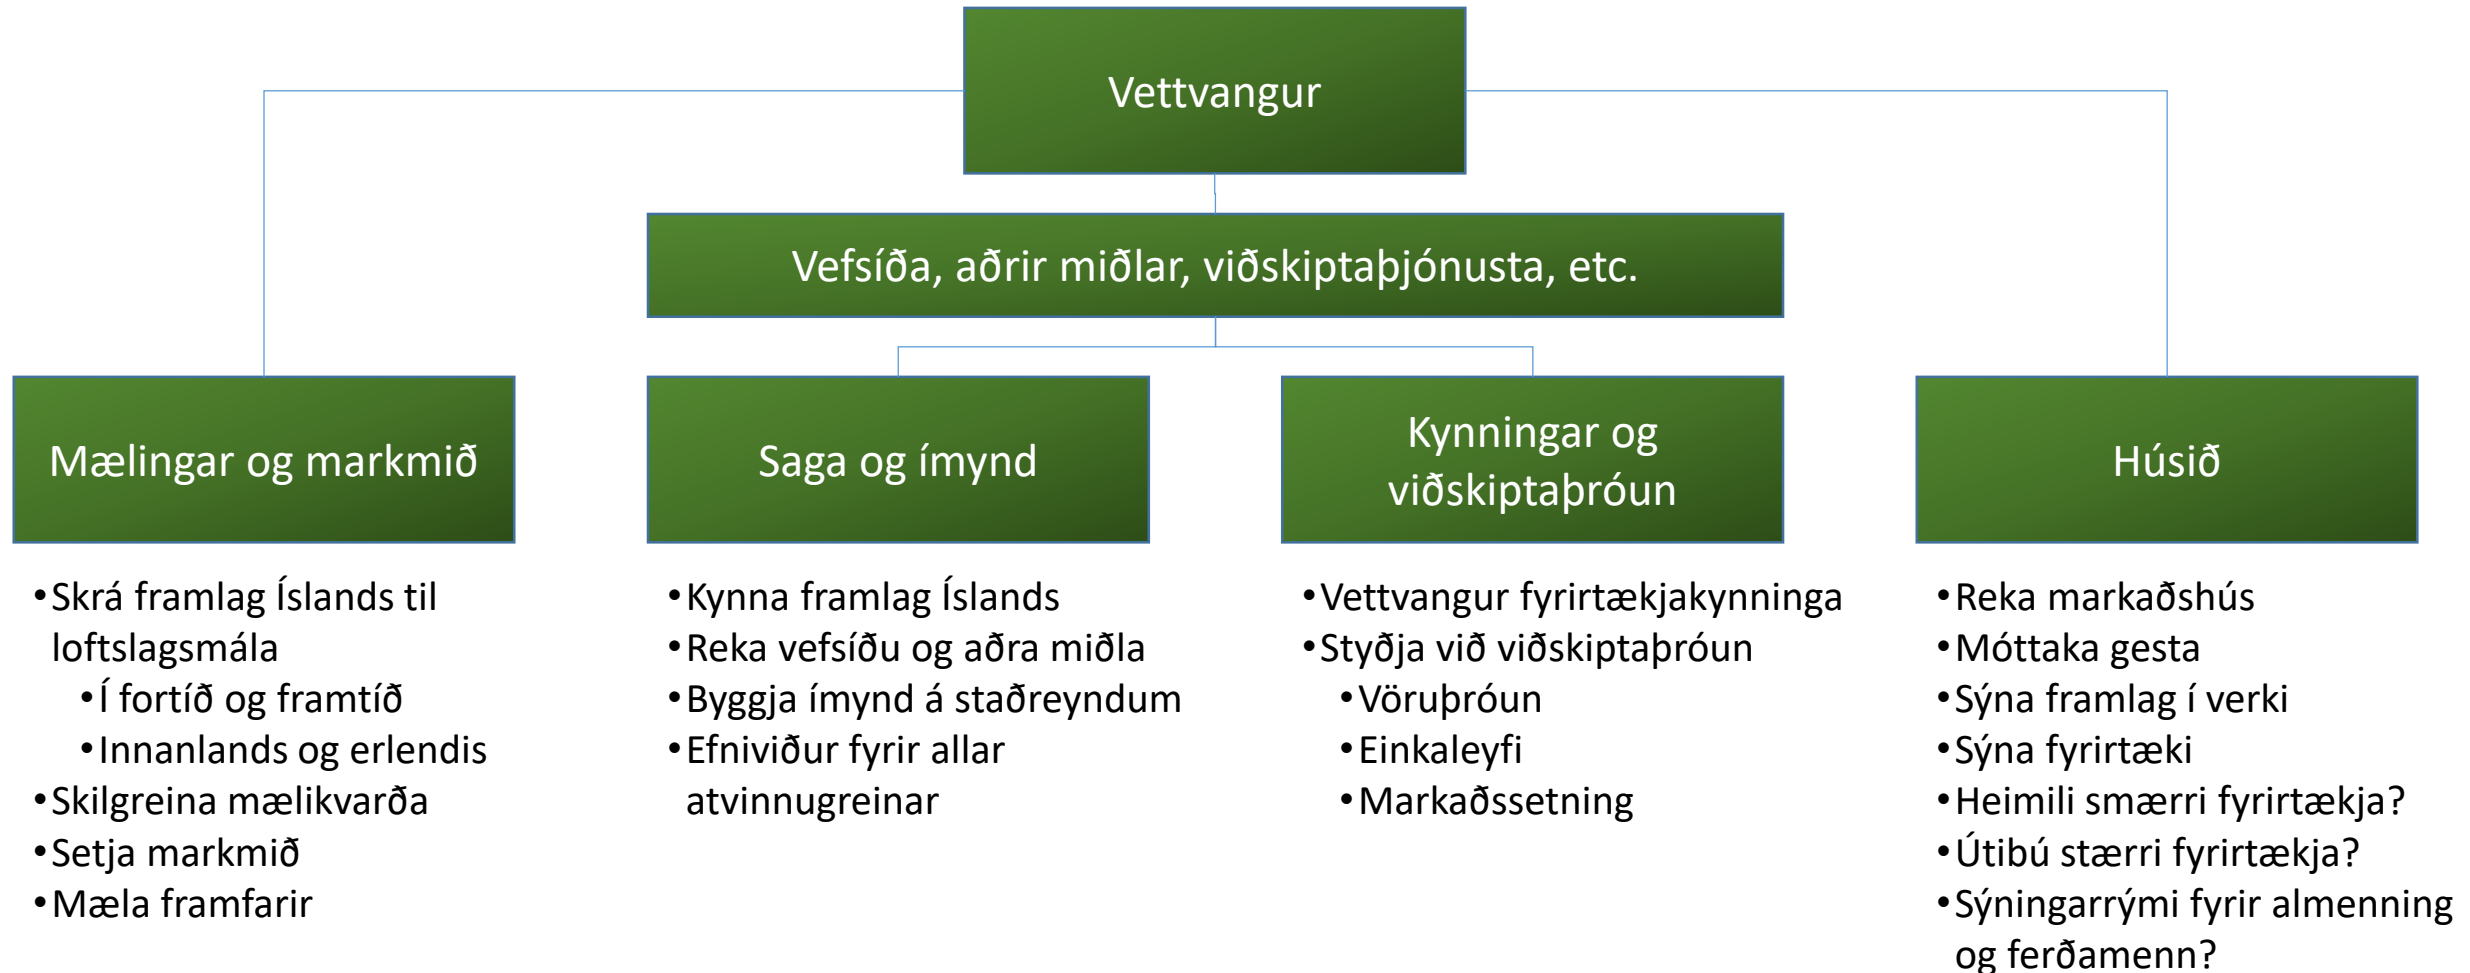 Vettvangur
Vefsíða, aðrir miðlar, viðskiptaþjónusta, etc.
Mælingar og markmið
•Skrá framlag Íslands til
loftslagsmála
•Í fortíð og framtíð
•Innanlands og erlendis
•Skilgreina mælikvarða
•Setja markmið
•Mæla framfarir
Saga og ímynd
•Kynna framlag Íslands
•Reka vefsíðu og aðra miðla
•Byggja ímynd á staðreyndum
•Efniviður fyrir allar
atvinnugreinar
Kynningar og
viðskiptaþróun
•Vettvangur fyrirtækjakynninga
•Styðja við viðskiptaþróun
•Vöruþróun
•Einkaleyfi
•Markaðssetning
Húsið
•Reka markaðshús
•Móttaka gesta
•Sýna framlag í verki
•Sýna fyrirtæki
•Heimili smærri fyrirtækja?
•Útibú stærri fyrirtækja?
•Sýningarrými fyrir almenning
og ferðamenn?